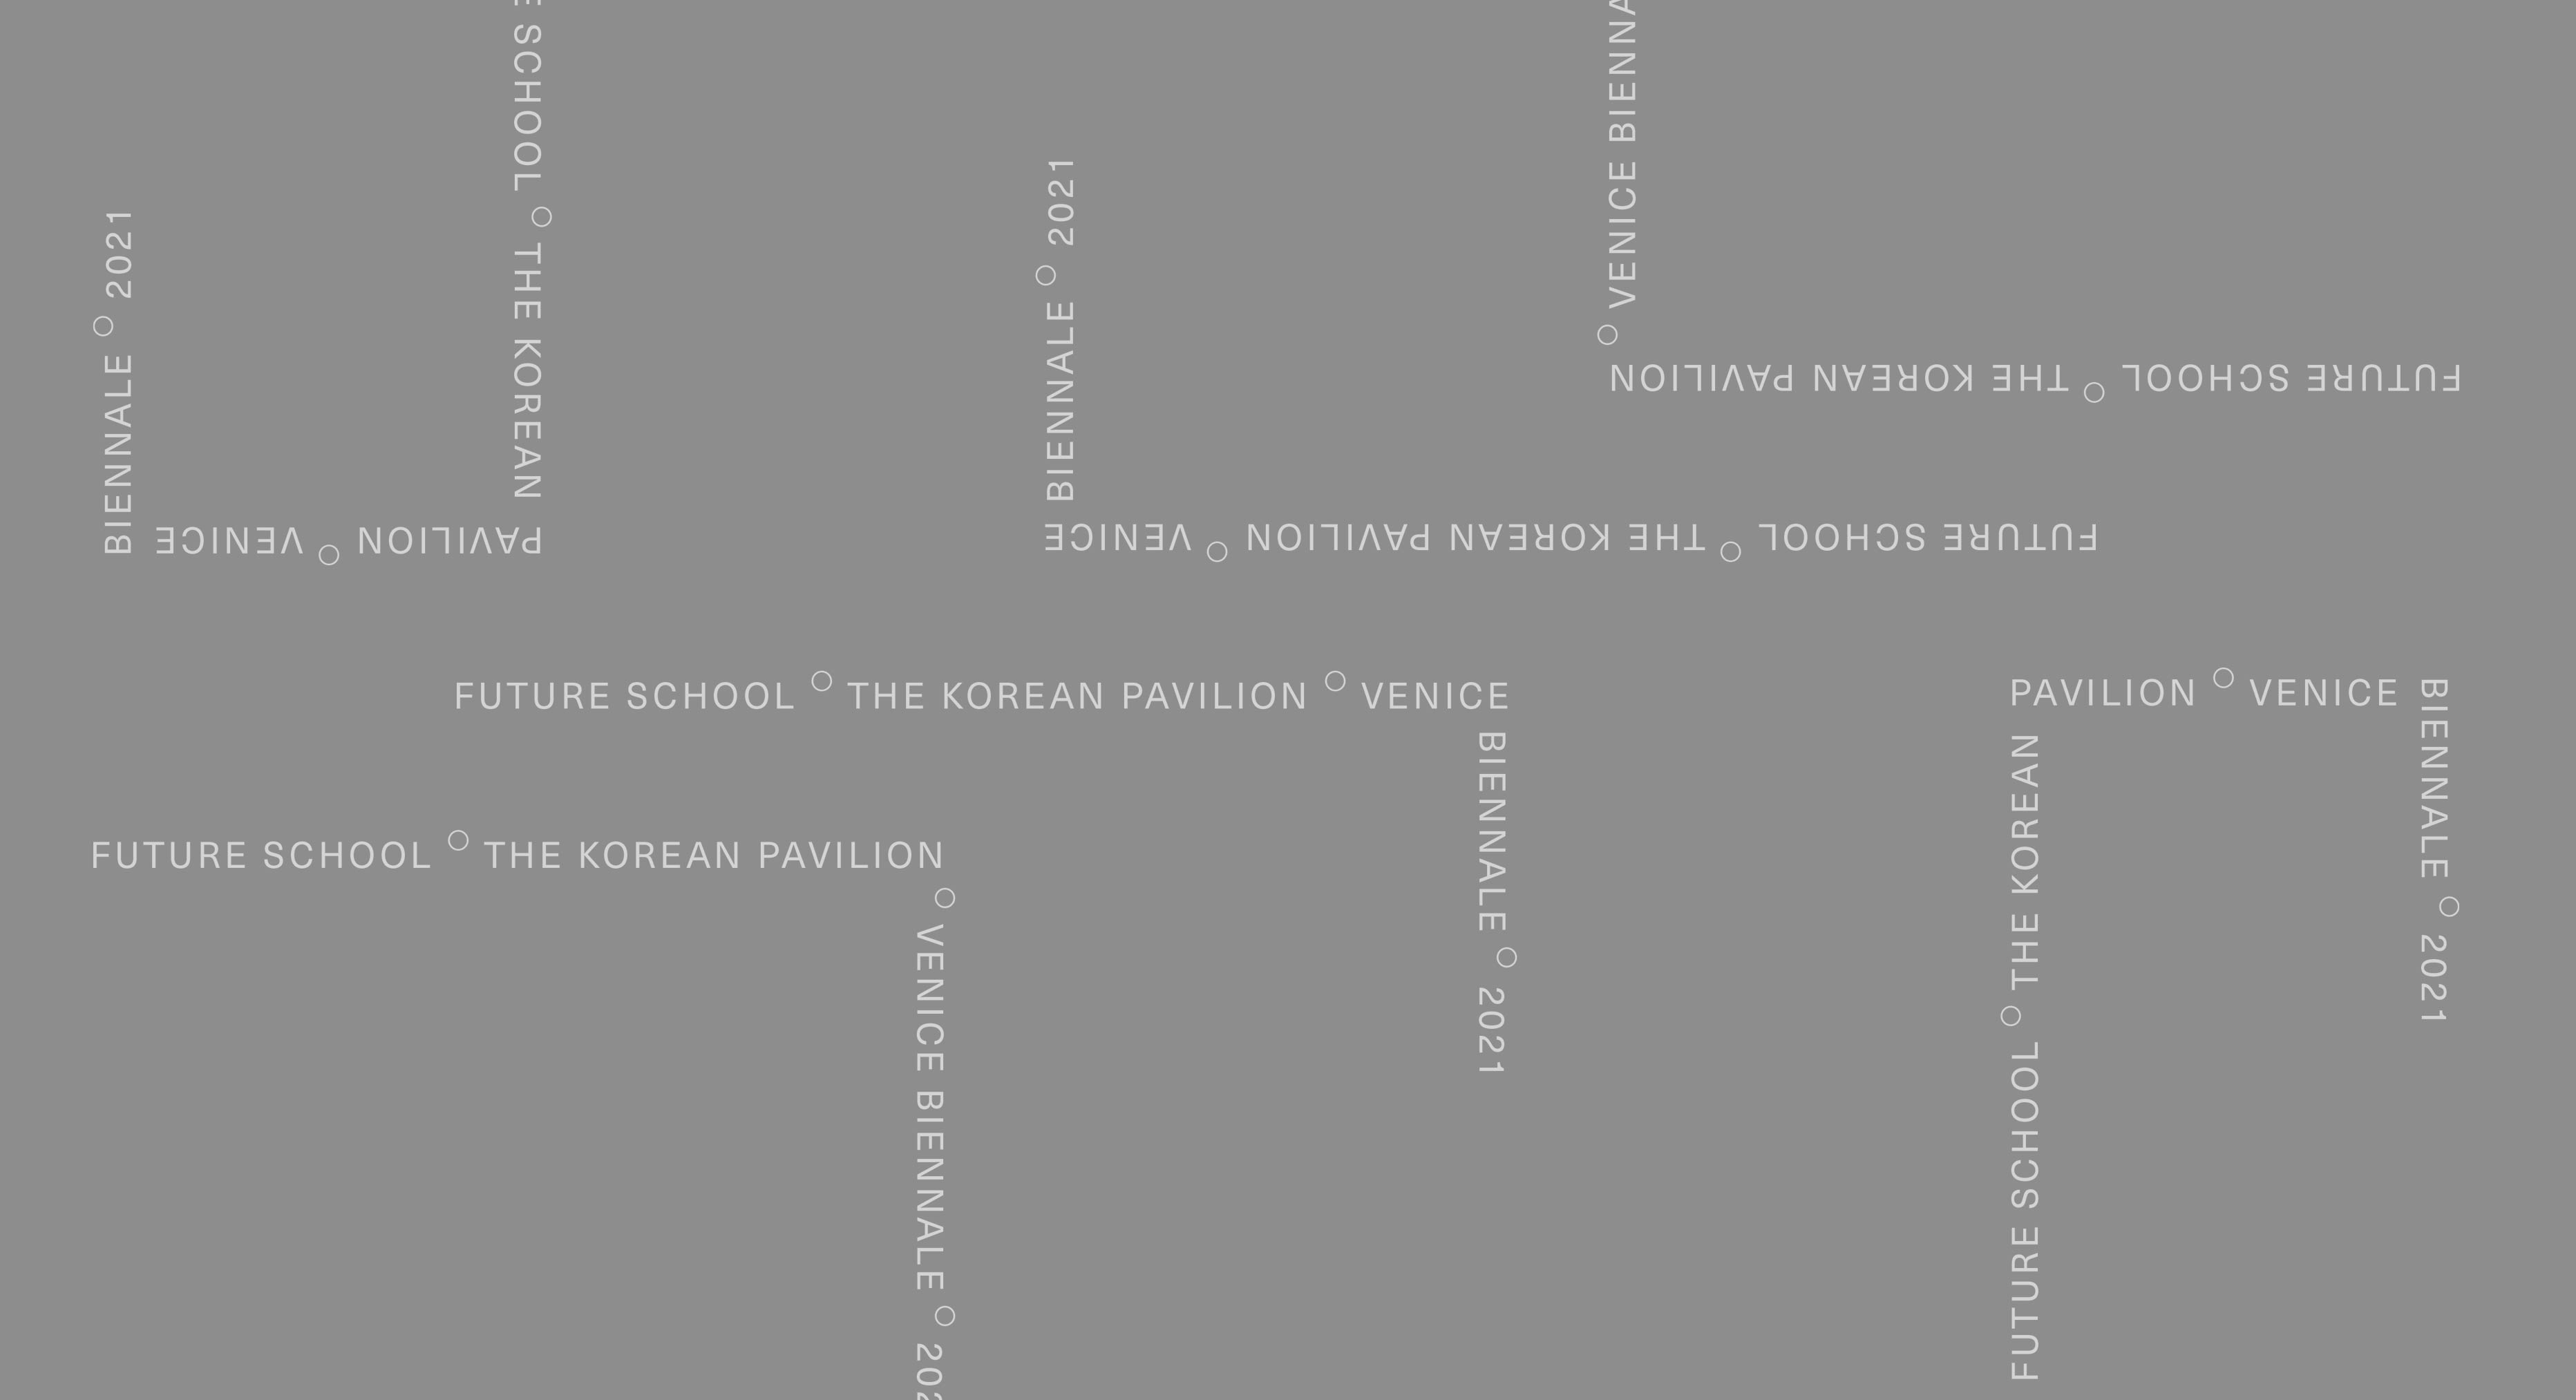 SCHOOL ° THE KOREAN
PAVILION ° VENICE
BIENNALE ° 2021
FUTURE SCHOOL ° THE KOREAN PAVILION ° VENICE
BIENNALE ° 2021
FUTURE SCHOOL ° THE KOREAN PAVILION
° VENICE BIENNA
FUTURE SCHOOL ° THE KOREAN PAVILION ° VENICE
BIENNALE ° 2021
FUTURE SCHOOL ° THE KOREAN
PAVILION ° VENICE
BIENNALE ° 2021
FUTURE SCHOOL ° THE KOREAN PAVILION
° VENICE BIENNALE ° 202